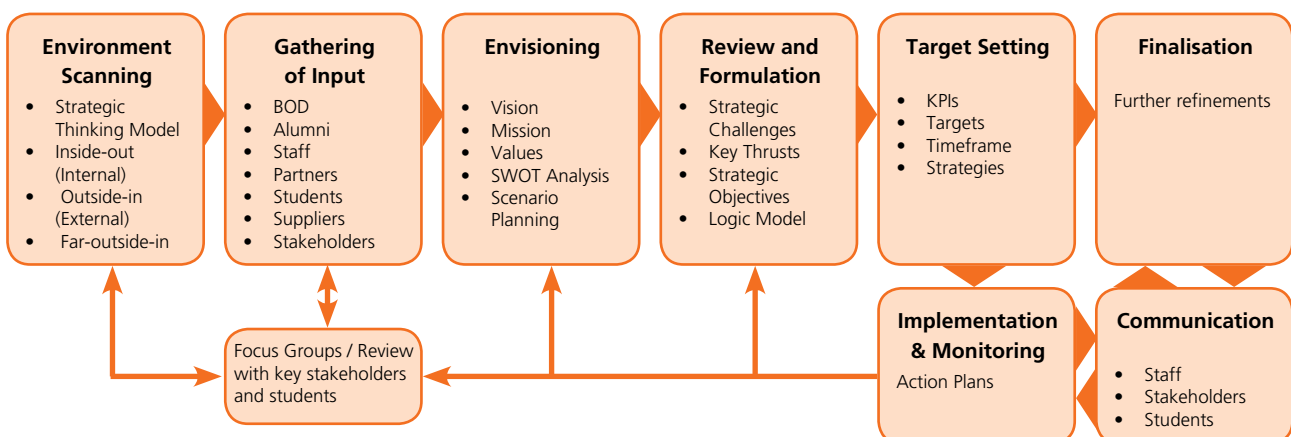 Environment
Scanning
• Strategic
Thinking Model
• Inside-out
(Internal)
• Outside-in
(External)
• Far-outside-in
Gathering
of Input
• BOD
• Alumni
• Staff
• Partners
• Students
• Suppliers
• Stakeholders
Envisioning
• Vision
• Mission
• Values
• SWOT Analysis
• Scenario
Planning
Review and
Formulation
• Strategic
Challenges
• Key Thrusts
• Strategic
Objectives
• Logic Model
Target Setting
• KPIs
• Targets
• Timeframe
• Strategies
Finalisation
Further refinements
Focus Groups / Review
with key stakeholders
and students
Implementation
& Monitoring
Action Plans
Communication
• Staff
• Stakeholders
• Students